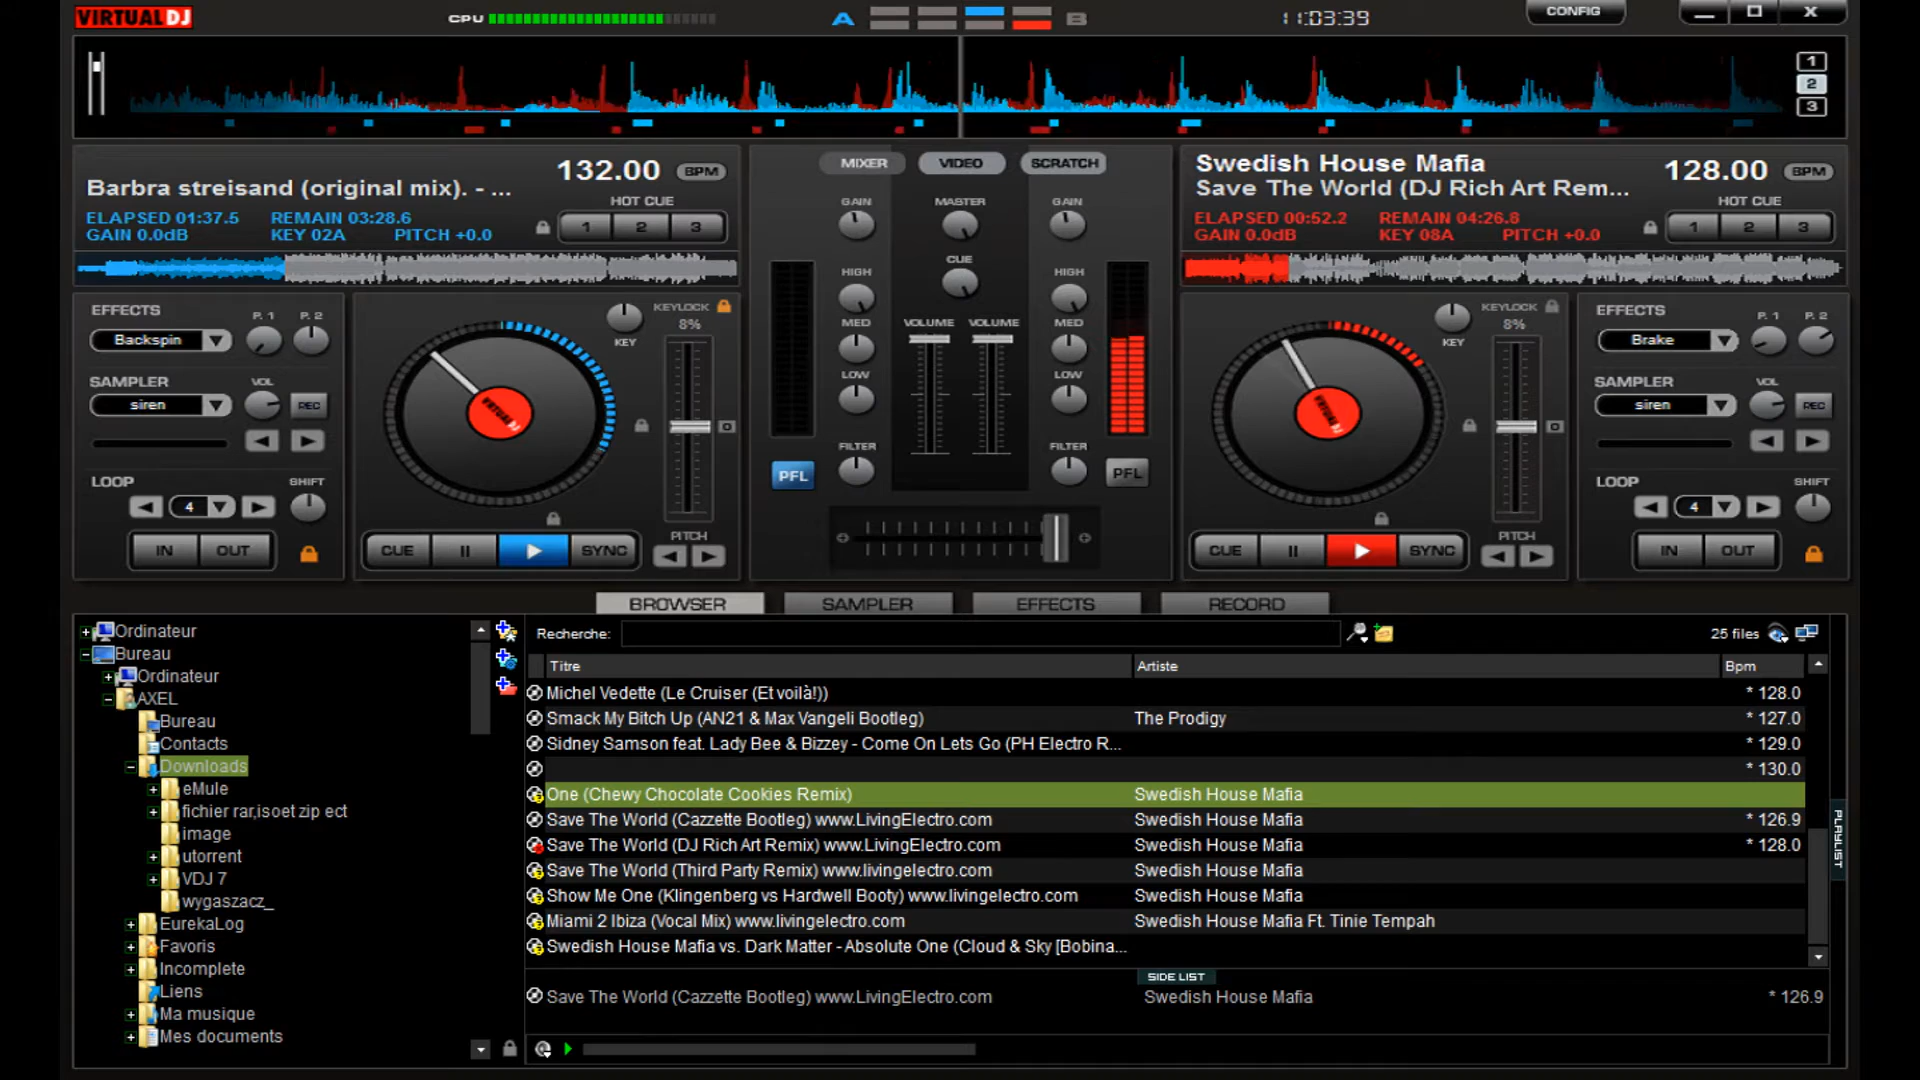 VIRTUAL DJ
CPU
A
B
11:03:39
CONFIG
X
1
2
3
Barbra streisand (original mix). - ...
132.00 BPM
HOT CUE
ELAPSED 01:37.5 REMAIN 03:28.6
GAIN 0.0dB KEY 02A PITCH +0.0
1 2 3
MIXER VIDEO SCRATCH
Swedish House Mafia
Save The World (DJ Rich Art Rem...
128.00 BPM
HOT CUE
ELAPSED 00:52.2 REMAIN 04:26.8
GAIN 0.0dB KEY 08A PITCH +0.0
1 2 3
EFFECTS P. 1 P. 2
Backspin
SAMPLER VOL
siren REC
LOOP SHIFT
4
IN OUT
KEYLOCK
8%
KEY
VIRTUAL DJ
CUE SYNC
PITCH
GAIN MASTER GAIN
CUE
HIGH HIGH
MED VOLUME VOLUME MED
LOW LOW
FILTER FILTER
PFL PFL
KEYLOCK
8%
KEY
VIRTUAL DJ
CUE SYNC
PITCH
EFFECTS P. 1 P. 2
Brake
SAMPLER VOL
siren REC
LOOP SHIFT
4
IN OUT
BROWSER SAMPLER EFFECTS RECORD
Ordinateur
Bureau
Ordinateur
AXEL
Bureau
Contacts
Downloads
eMule
fichier rar,isoet zip ect
image
utorrent
VDJ 7
wygaszacz_
EurekaLog
Favoris
Incomplete
Liens
Ma musique
Mes documents
Recherche: 25 files
Titre Artiste Bpm
Michel Vedette (Le Cruiser (Et voilà!)) * 128.0
Smack My Bitch Up (AN21 & Max Vangeli Bootleg) The Prodigy * 127.0
Sidney Samson feat. Lady Bee & Bizzey - Come On Lets Go (PH Electro R... * 129.0
* 130.0
One (Chewy Chocolate Cookies Remix) Swedish House Mafia
Save The World (Cazzette Bootleg) www.LivingElectro.com Swedish House Mafia * 126.9
Save The World (DJ Rich Art Remix) www.LivingElectro.com Swedish House Mafia * 128.0
Save The World (Third Party Remix) www.livingelectro.com Swedish House Mafia
Show Me One (Klingenberg vs Hardwell Booty) www.livingelectro.com Swedish House Mafia
Miami 2 Ibiza (Vocal Mix) www.livingelectro.com Swedish House Mafia Ft. Tinie Tempah
Swedish House Mafia vs. Dark Matter - Absolute One (Cloud & Sky [Bobina...
PLAYLIST
SIDE LIST
Save The World (Cazzette Bootleg) www.LivingElectro.com Swedish House Mafia * 126.9